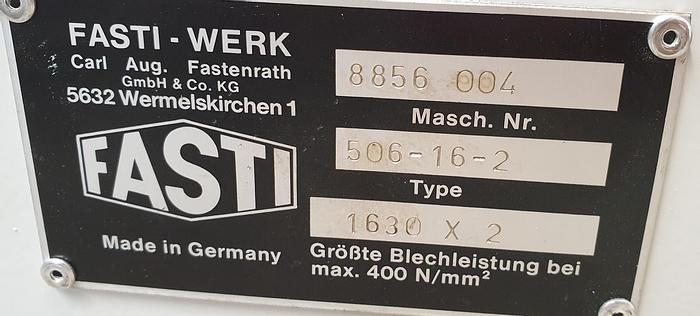 FASTI - WERK
Carl Aug. Fastenrath
GmbH & Co. KG
5632 Wermelskirchen 1
FASTI
Made in Germany
8856 004
Masch. Nr.
506-16-2
Type
1630 X 2
Größte Blechleistung bei
max. 400 N/mm²